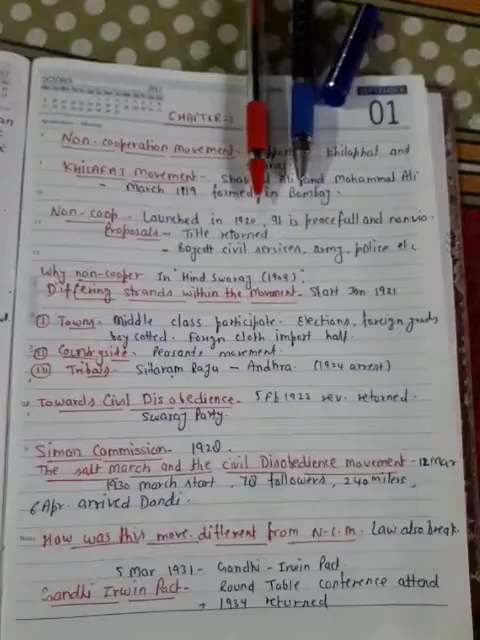 OCTOBER
SEPTEMBER
01
CHAPTER-2
Non-cooperation movement- Khilaphat and
KHILAFAT Movement- Ali and Mohammal Ali
- March 1919 formed in Bombay.
Non-coop- Launched in 1920, It is peacefull and nonvio-
Proposals- Title returned
- Boycott civil services, army, police etc
Why non-cooper In "Hind Swaraj (1909).
Differing strands within the Movement- Start Jan 1921
(i) Towns- Middle class participate. Elections, foreign goods
boycotted. Foreign cloth import half.
(ii) Countryside- Peasants movement.
(iii) Tribals- Sitaram Raju - Andhra. (1924 arrest)
Towards Civil Disobedience- 5 Fb 1922 rev. returned.
Swaraj Party.
Simon Commission- 1928.
The salt march and the civil Disobedience movement - 12 Mar
1930 march start, 78 followers, 240 miles,
6 Apr. arrived Dandi.
How was this move. different from N.C.M. Law also break.
5 Mar 1931- Gandhi-Irwin Pact.
Gandhi Irwin Pact- Round Table conference attend
→ 1934 returned